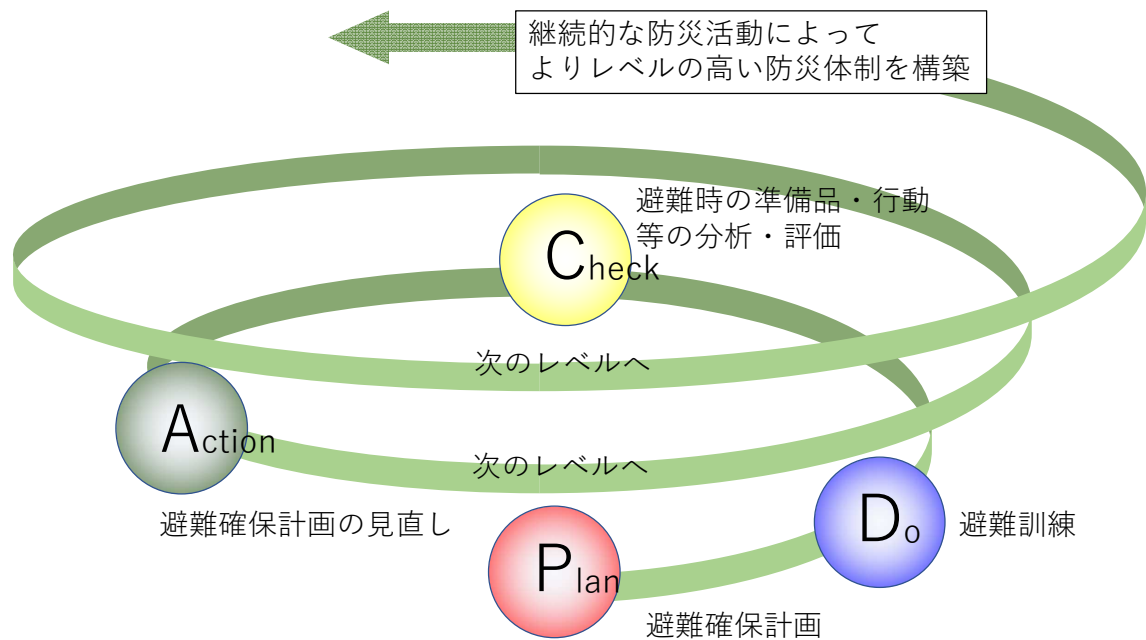 継続的な防災活動によって
よりレベルの高い防災体制を構築
避難時の準備品・行動
等の分析・評価
Check
次のレベルへ
Action
次のレベルへ
避難確保計画の見直し
Do
避難訓練
Plan
避難確保計画